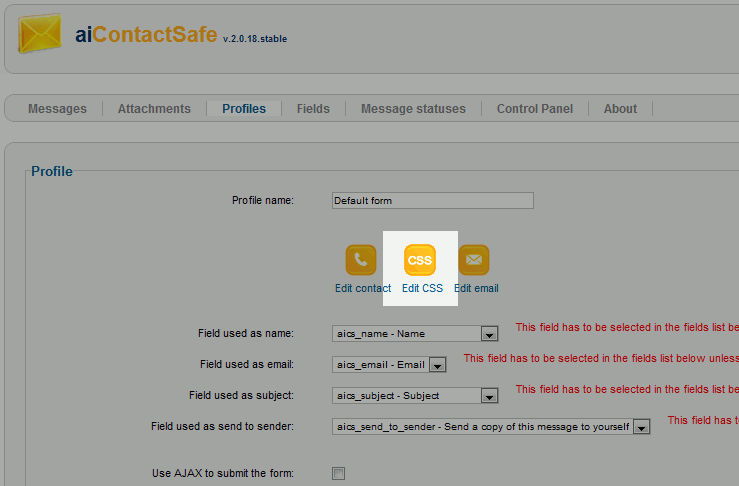 aiContactSafe v.2.0.18.stable
Messages Attachments Profiles Fields Message statuses Control Panel About
Profile
Profile name: Default form
CSS
Edit contact Edit CSS Edit email
Field used as name: aics_name - Name This field has to be selected in the fields list be
Field used as email: aics_email - Email This field has to be selected in the fields list below unless
Field used as subject: aics_subject - Subject This field has to be selected in the fields list be
Field used as send to sender: aics_send_to_sender - Send a copy of this message to yourself This field has t
Use AJAX to submit the form: